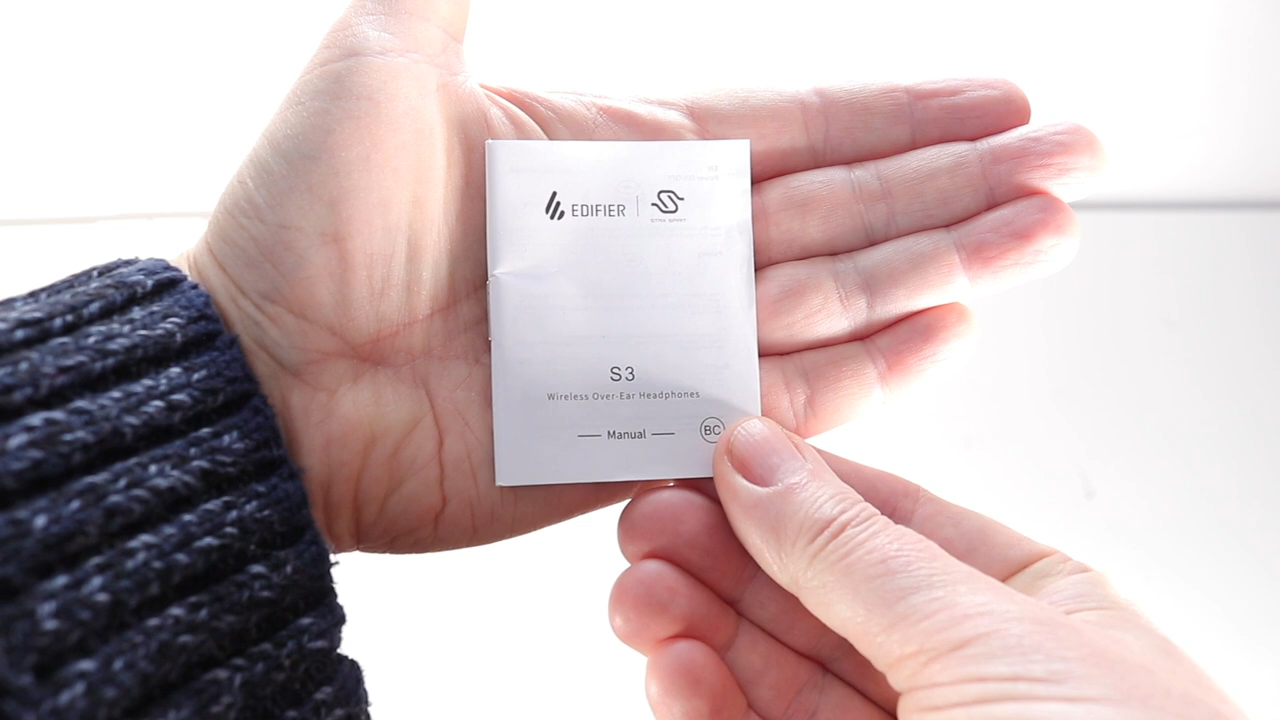 EDIFIER | STAX SPIRIT
S3
Wireless Over-Ear Headphones
Manual
BC